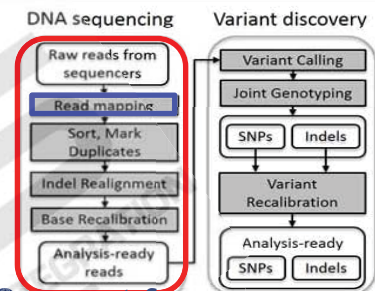 DNA sequencing
Raw reads from
sequencers
Read mapping
Sort, Mark
Duplicates
Indel Realignment
Base Recalibration
Analysis-ready
reads
Variant discovery
Variant Calling
Joint Genotyping
SNPs
Indels
Variant
Recalibration
Analysis-ready
SNPs
Indels